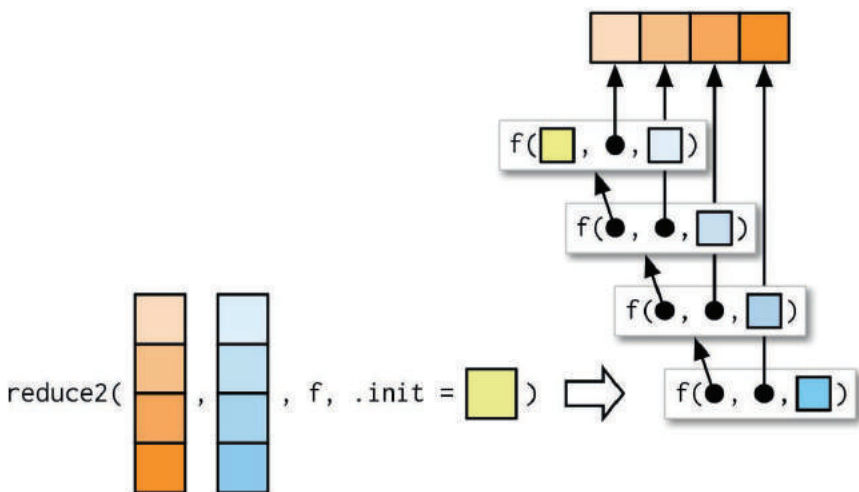 f( , , )
f( , , )
f( , , )
reduce2( , , f, .init = )
f( , , )